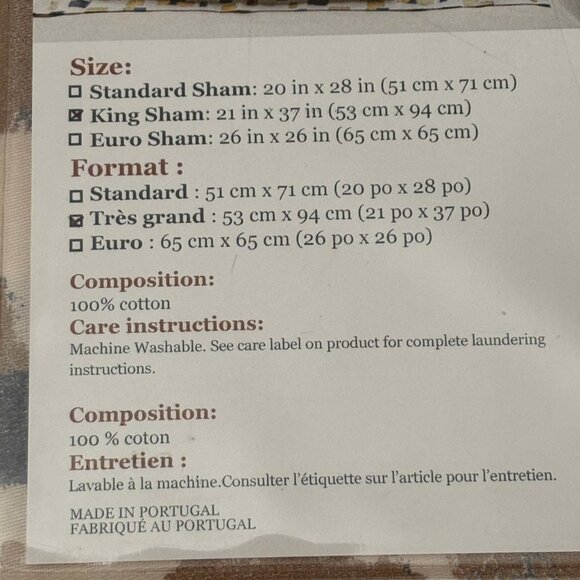 Size:
☐ Standard Sham: 20 in x 28 in (51 cm x 71 cm)
☒ King Sham: 21 in x 37 in (53 cm x 94 cm)
☐ Euro Sham: 26 in x 26 in (65 cm x 65 cm)
Format :
☐ Standard : 51 cm x 71 cm (20 po x 28 po)
☒ Très grand : 53 cm x 94 cm (21 po x 37 po)
☐ Euro : 65 cm x 65 cm (26 po x 26 po)
Composition:
100% cotton
Care instructions:
Machine Washable. See care label on product for complete laundering
instructions.
Composition:
100 % coton
Entretien :
Lavable à la machine.Consulter l'étiquette sur l'article pour l'entretien.
MADE IN PORTUGAL
FABRIQUÉ AU PORTUGAL